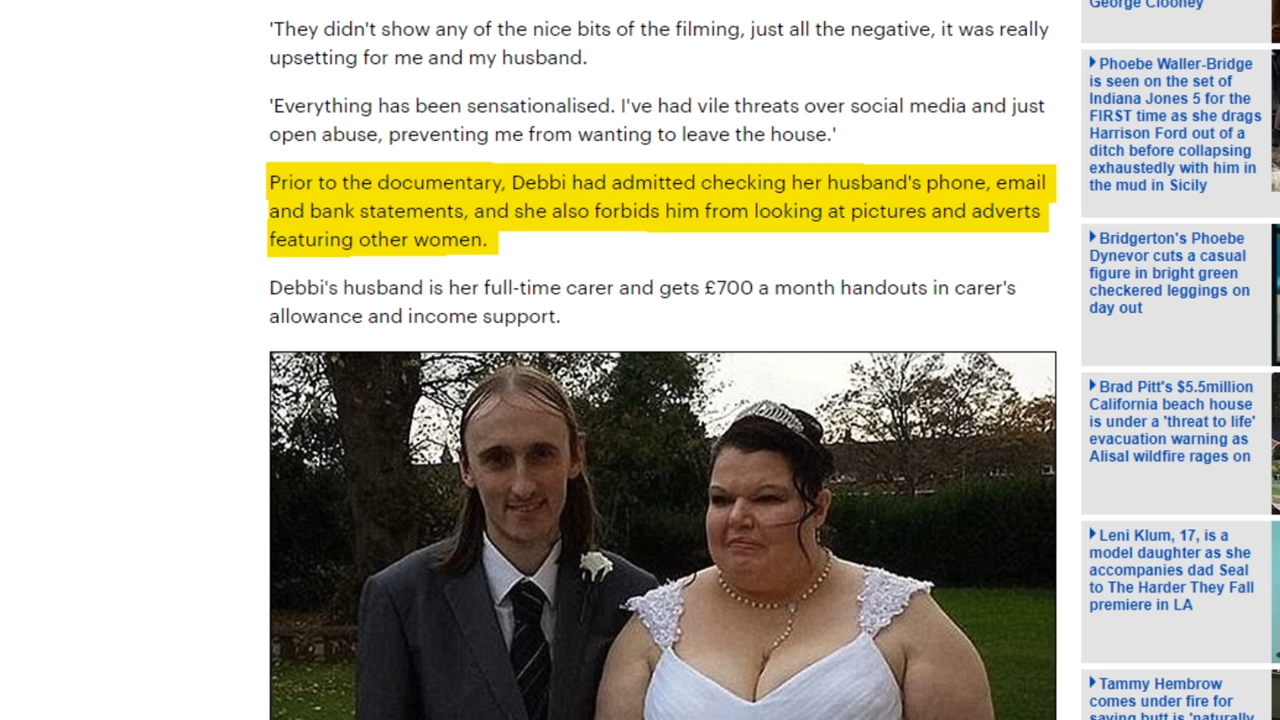 'They didn't show any of the nice bits of the filming, just all the negative, it was really
upsetting for me and my husband.
'Everything has been sensationalised. I've had vile threats over social media and just
open abuse, preventing me from wanting to leave the house.'
Prior to the documentary, Debbi had admitted checking her husband's phone, email
and bank statements, and she also forbids him from looking at pictures and adverts
featuring other women.
Debbi's husband is her full-time carer and gets £700 a month handouts in carer's
allowance and income support.
George Clooney
Phoebe Waller-Bridge
is seen on the set of
Indiana Jones 5 for the
FIRST time as she drags
Harrison Ford out of a
ditch before collapsing
exhaustedly with him in
the mud in Sicily
Bridgerton's Phoebe
Dynevor cuts a casual
figure in bright green
checkered leggings on
day out
Brad Pitt's $5.5million
California beach house
is under a 'threat to life'
evacuation warning as
Alisal wildfire rages on
Leni Klum, 17, is a
model daughter as she
accompanies dad Seal
to The Harder They Fall
premiere in LA
Tammy Hembrow
comes under fire for
saying butt is 'naturally